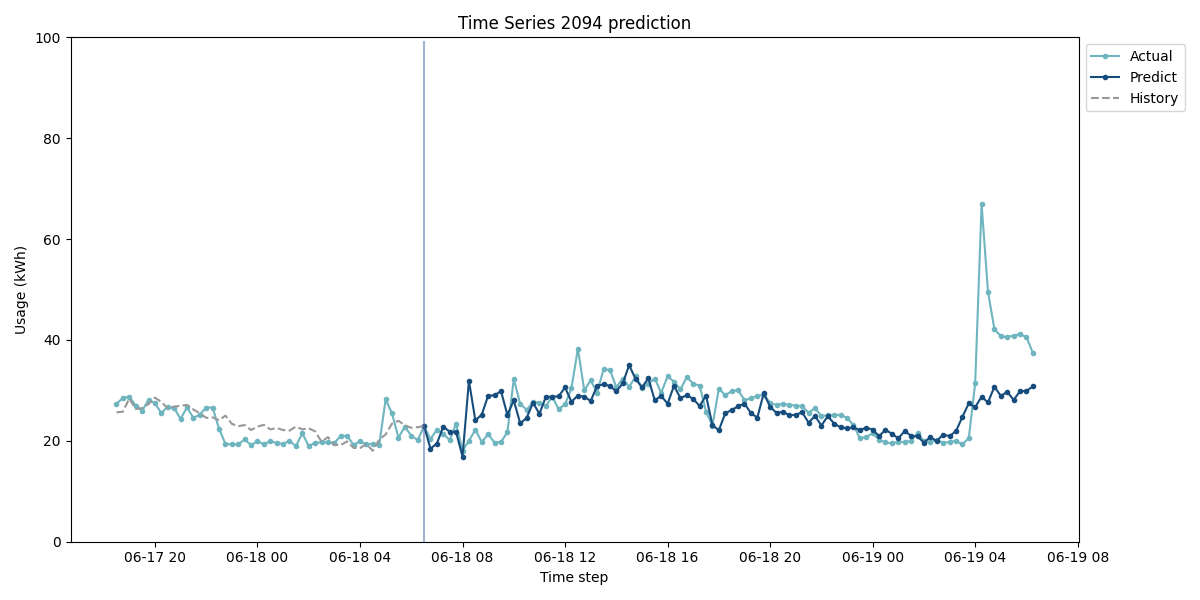 Time Series 2094 prediction
100
80
60
40
20
0
Usage (kWh)
06-17 20
06-18 00
06-18 04
06-18 08
06-18 12
06-18 16
06-18 20
06-19 00
06-19 04
06-19 08
Time step
Actual
Predict
History